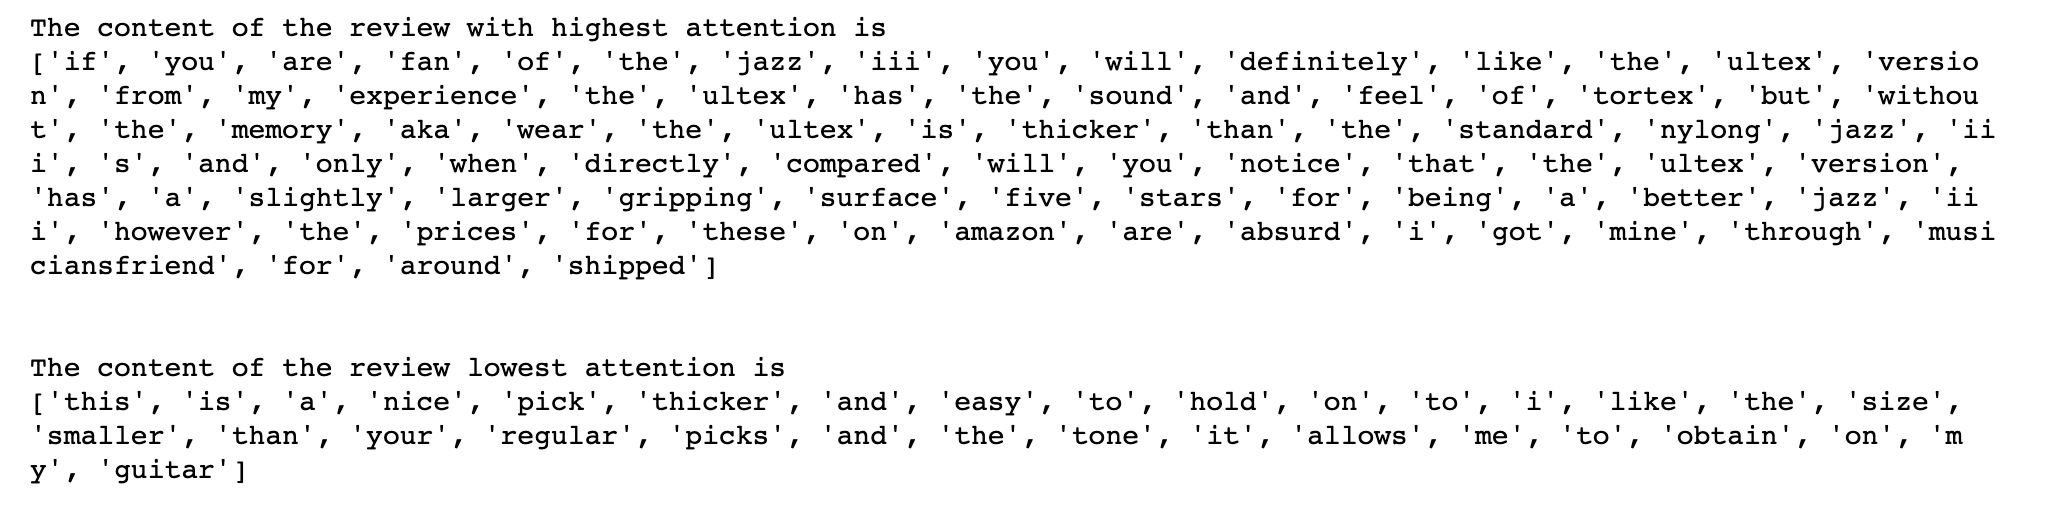 The content of the review with highest attention is
['if', 'you', 'are', 'fan', 'of', 'the', 'jazz', 'iii', 'you', 'will', 'definitely', 'like', 'the', 'ultex', 'versio
n', 'from', 'my', 'experience', 'the', 'ultex', 'has', 'the', 'sound', 'and', 'feel', 'of', 'tortex', 'but', 'withou
t', 'the', 'memory', 'aka', 'wear', 'the', 'ultex', 'is', 'thicker', 'than', 'the', 'standard', 'nylong', 'jazz', 'ii
i', 's', 'and', 'only', 'when', 'directly', 'compared', 'will', 'you', 'notice', 'that', 'the', 'ultex', 'version',
'has', 'a', 'slightly', 'larger', 'gripping', 'surface', 'five', 'stars', 'for', 'being', 'a', 'better', 'jazz', 'ii
i', 'however', 'the', 'prices', 'for', 'these', 'on', 'amazon', 'are', 'absurd', 'i', 'got', 'mine', 'through', 'musi
ciansfriend', 'for', 'around', 'shipped']
The content of the review lowest attention is
['this', 'is', 'a', 'nice', 'pick', 'thicker', 'and', 'easy', 'to', 'hold', 'on', 'to', 'i', 'like', 'the', 'size',
'smaller', 'than', 'your', 'regular', 'picks', 'and', 'the', 'tone', 'it', 'allows', 'me', 'to', 'obtain', 'on', 'm
y', 'guitar']